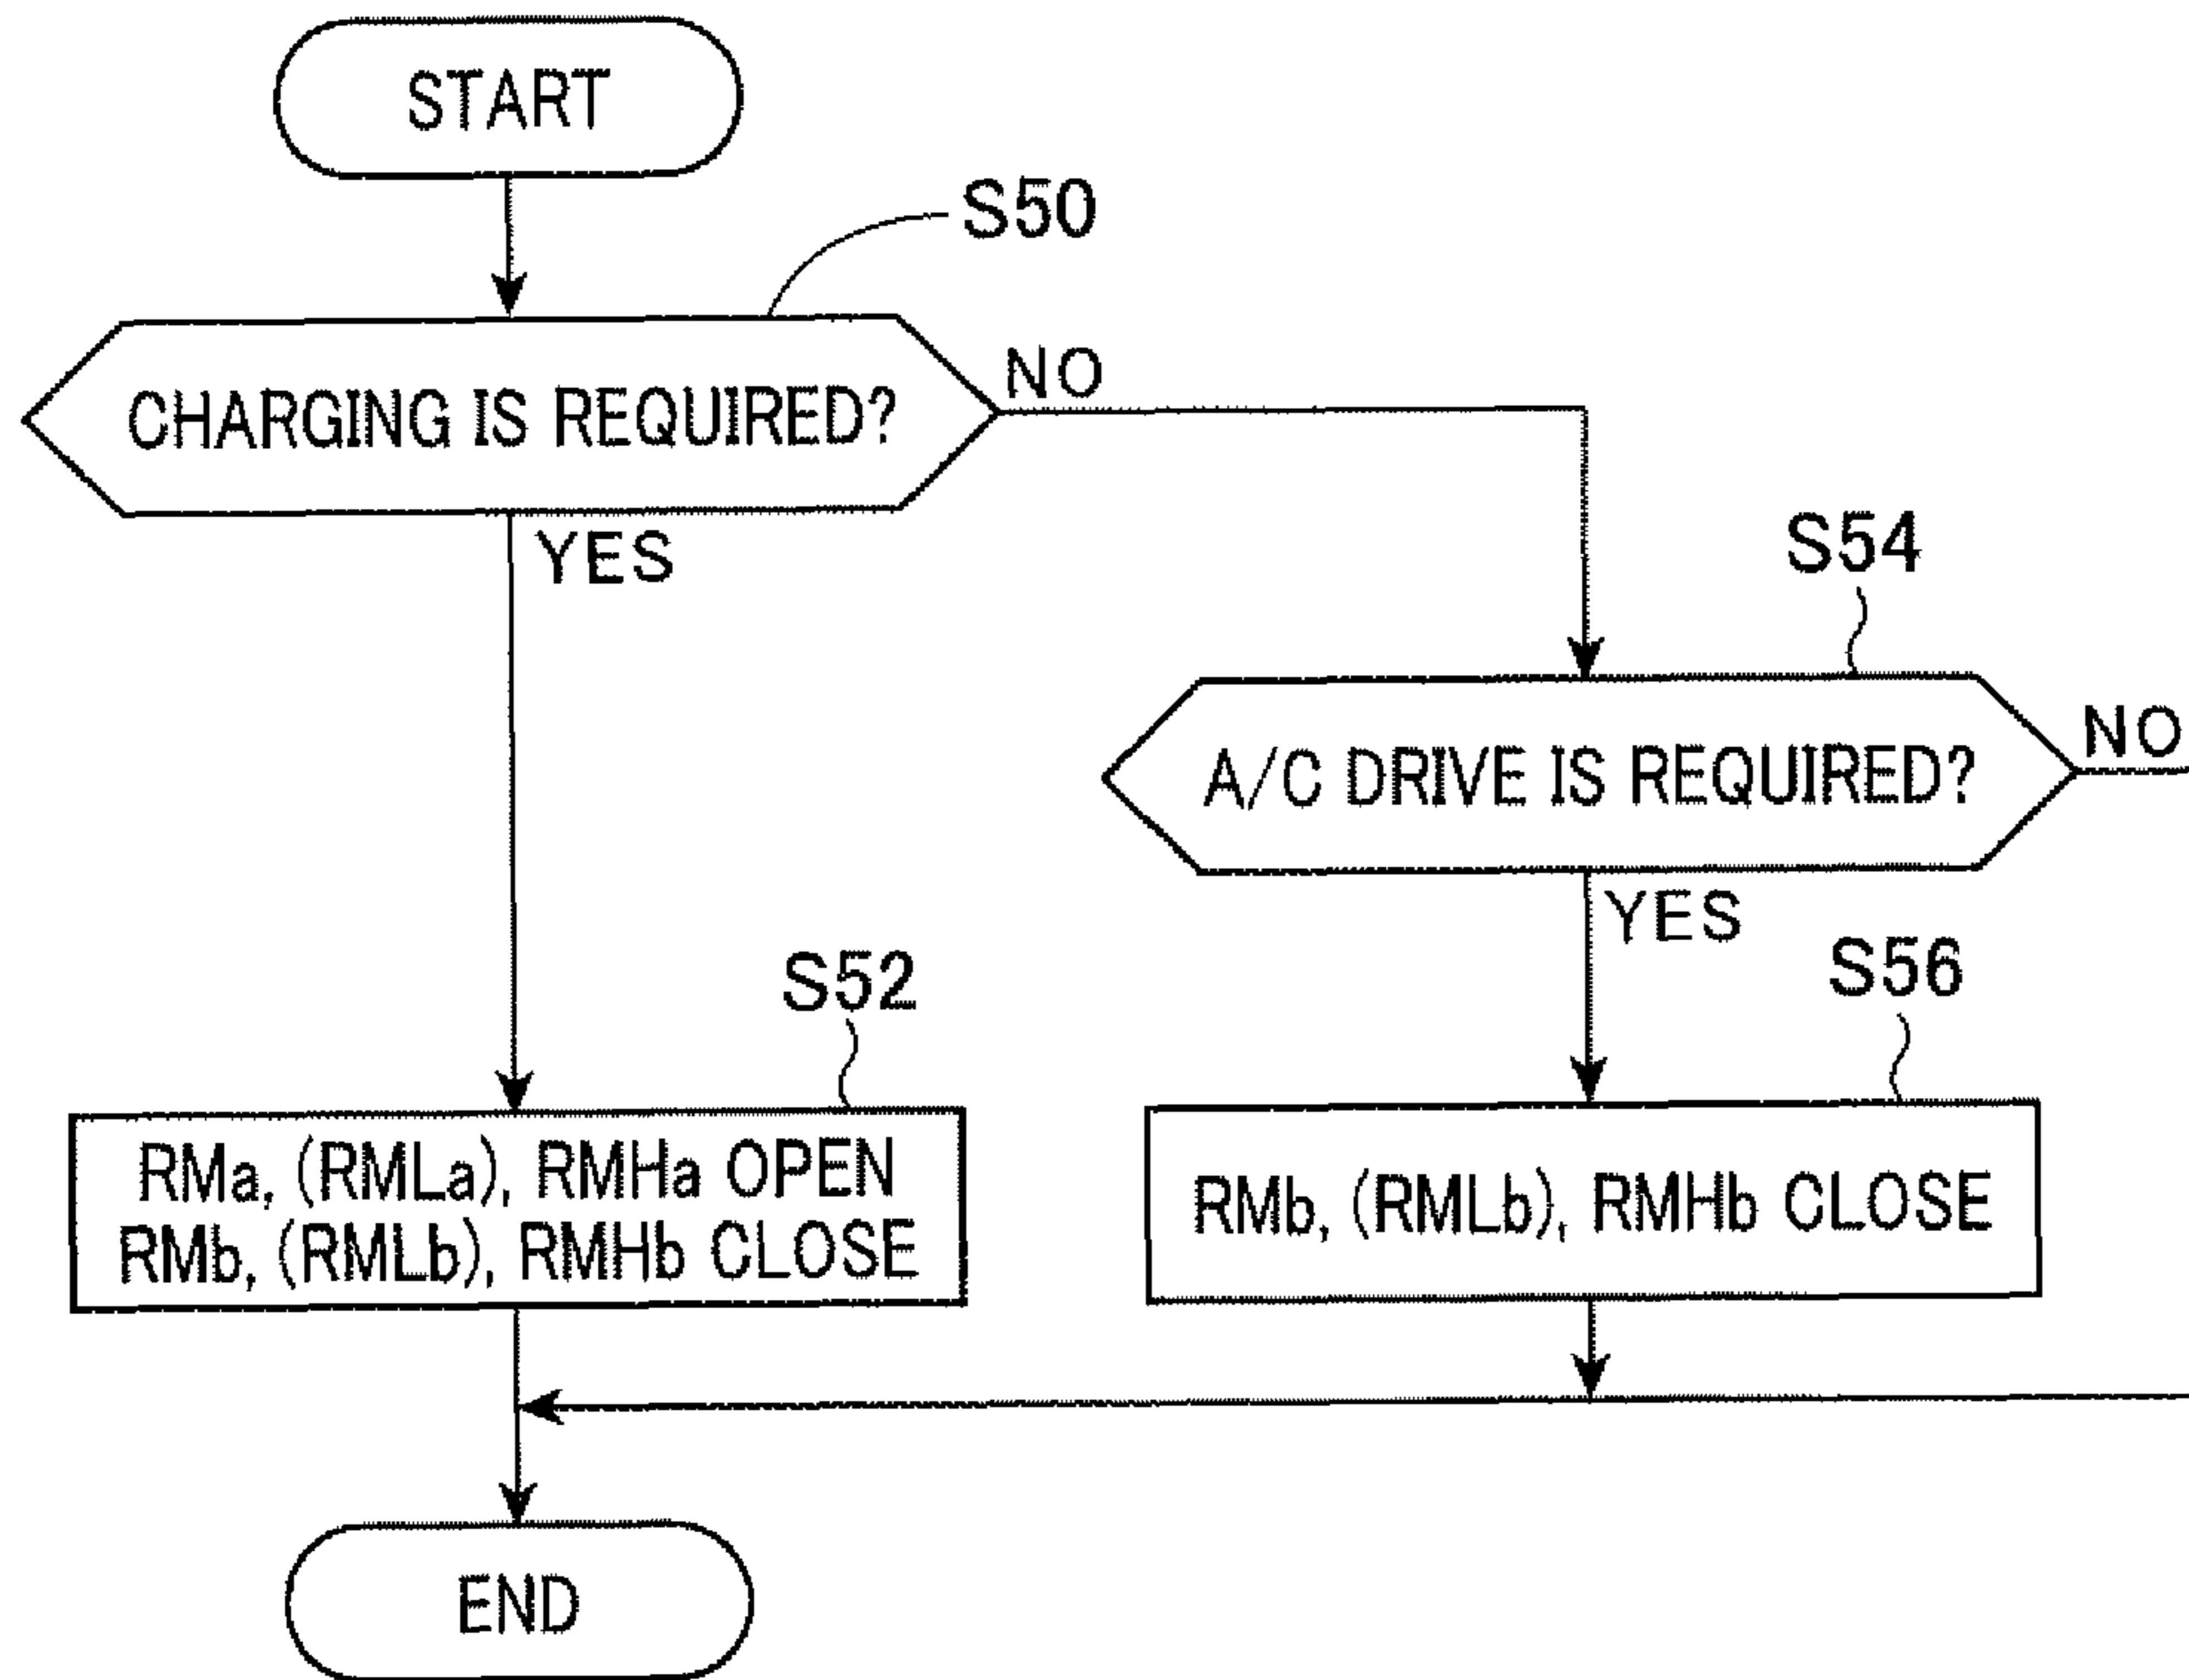 START
S50
CHARGING IS REQUIRED?
NO
YES
S54
A/C DRIVE IS REQUIRED?
NO
YES
S52
S56
RMa, (RMLa), RMHa OPEN
RMb, (RMLb), RMHb CLOSE
RMb, (RMLb), RMHb CLOSE
END